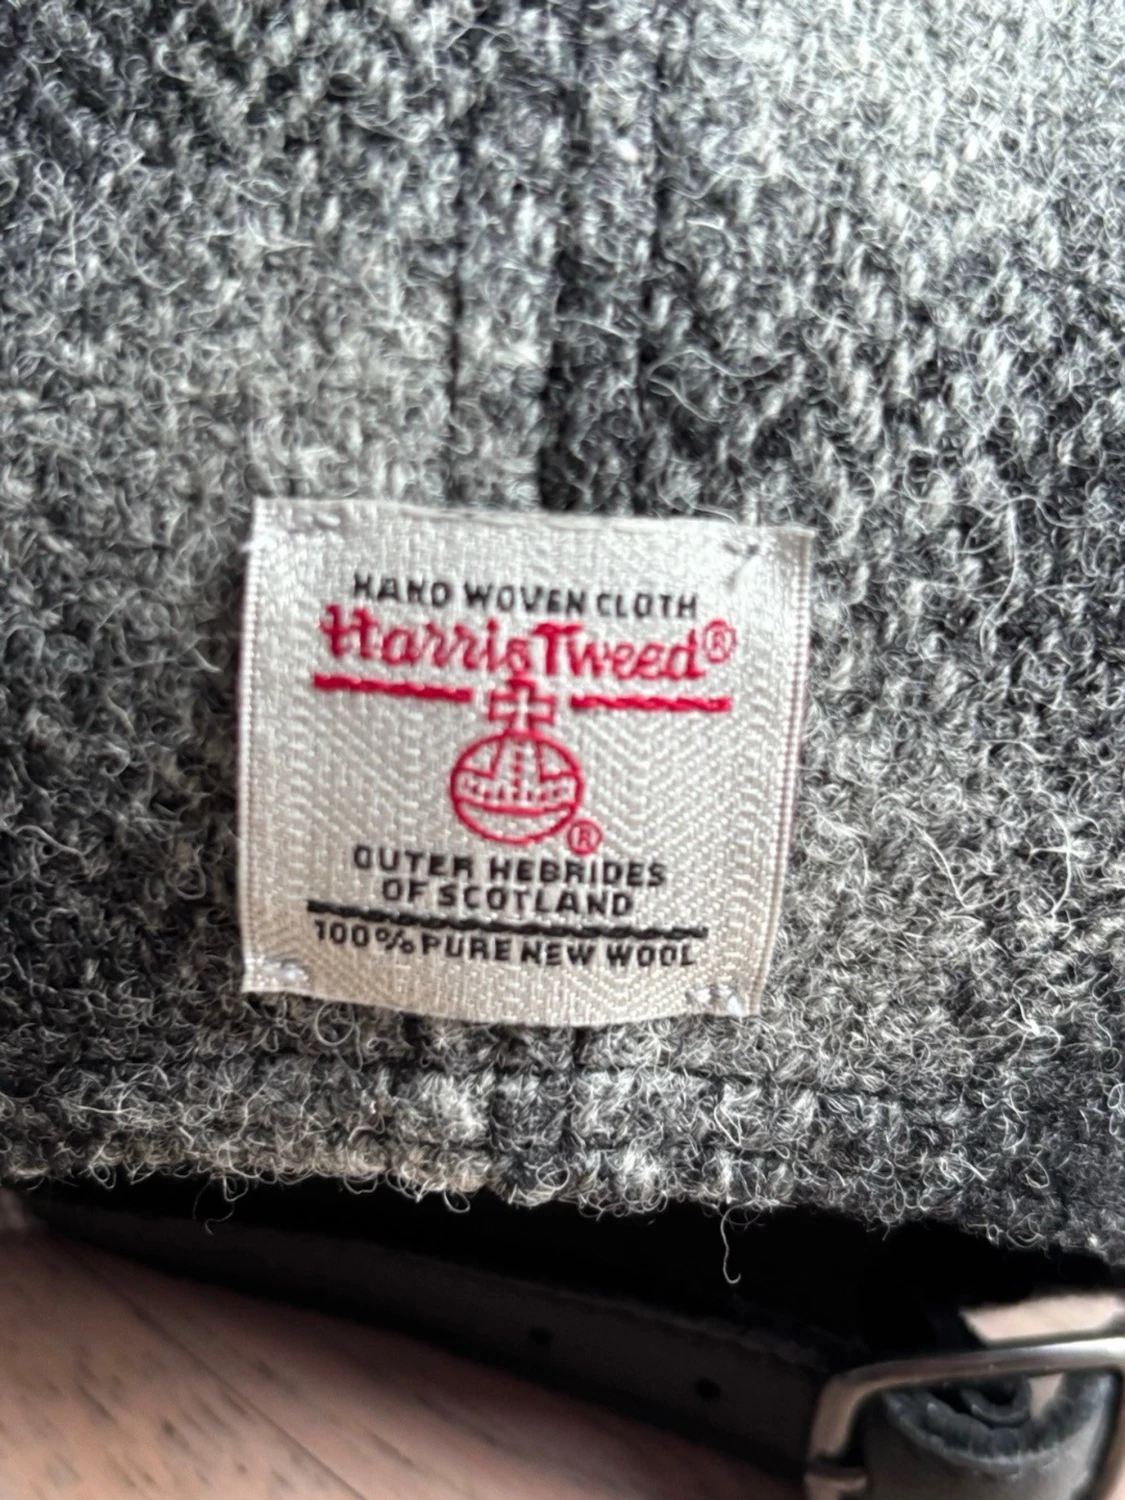 HAND WOVEN CLOTH
Harris Tweed®
®
OUTER HEBRIDES
OF SCOTLAND
100% PURE NEW WOOL